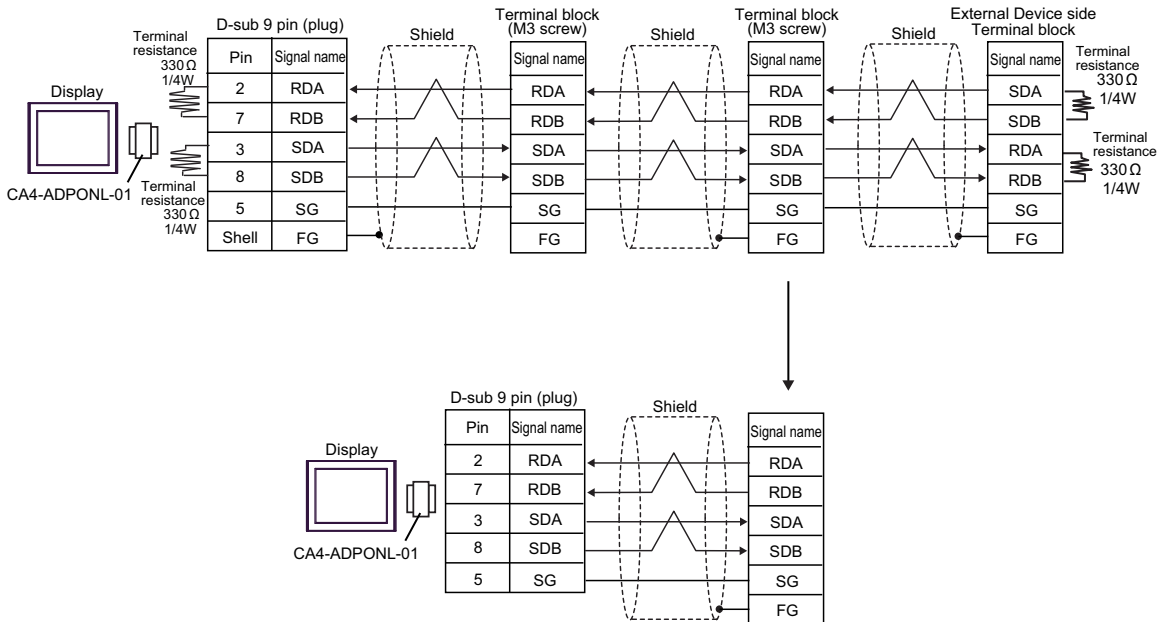 Terminal
resistance
330Ω
1/4W
D-sub 9 pin (plug)
Pin Signal name
2 RDA
7 RDB
3 SDA
8 SDB
5 SG
Shell FG
Display
CA4-ADPONL-01
Terminal
resistance
330Ω
1/4W
Shield
Terminal block
(M3 screw)
Signal name
RDA
RDB
SDA
SDB
SG
FG
Shield
Terminal block
(M3 screw)
Signal name
RDA
RDB
SDA
SDB
SG
FG
Shield
External Device side
Terminal block
Signal name
SDA
SDB
RDA
RDB
SG
FG
Terminal
resistance
330Ω
1/4W
Terminal
resistance
330Ω
1/4W
D-sub 9 pin (plug)
Pin Signal name
2 RDA
7 RDB
3 SDA
8 SDB
5 SG
Display
CA4-ADPONL-01
Shield
Signal name
RDA
RDB
SDA
SDB
SG
FG